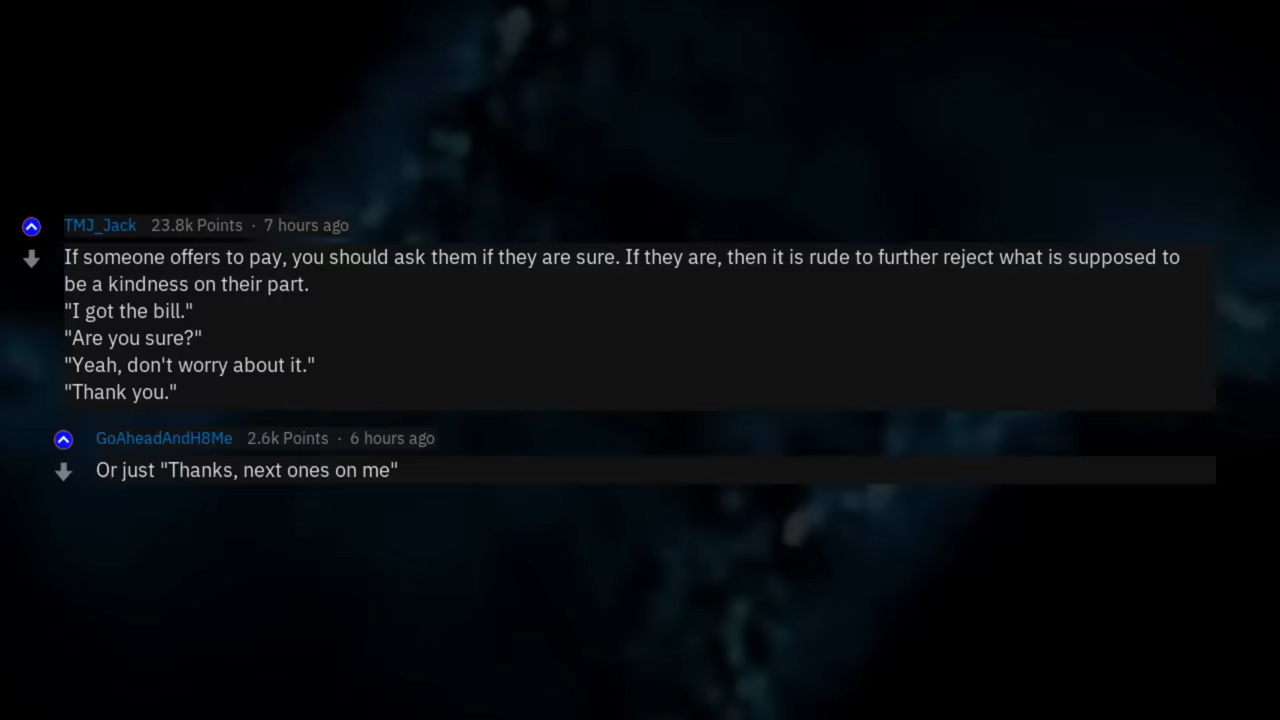 TMJ_Jack 23.8k Points · 7 hours ago
If someone offers to pay, you should ask them if they are sure. If they are, then it is rude to further reject what is supposed to
be a kindness on their part.
"I got the bill."
"Are you sure?"
"Yeah, don't worry about it."
"Thank you."
GoAheadAndH8Me 2.6k Points · 6 hours ago
Or just "Thanks, next ones on me"